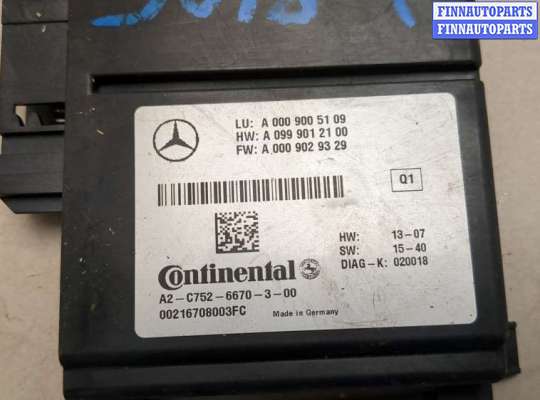 FINNAUTOPARTS
FINNAUTOPARTS
LU: A 000 900 51 09
HW: A 099 901 21 00
FW: A 000 902 93 29
Q1
HW: 13-07
SW: 15-40
DIAG-K: 020018
Continental
A2-C752-6670-3-00
00216708003FC
Made in Germany